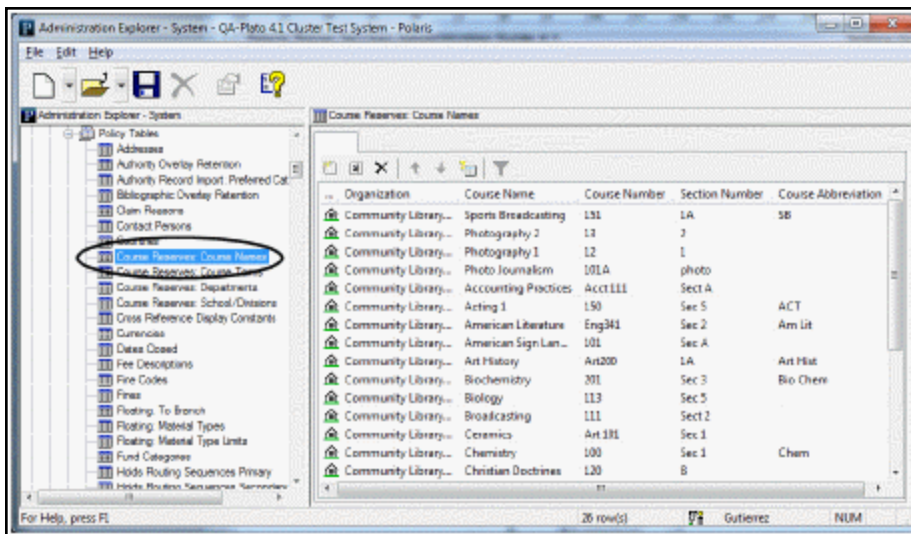 Administration Explorer - System - QA-Plato 4.1 Cluster Test System - Polaris
File Edit Help
Administration Explorer - System
Policy Tables
Addresses
Authority Overlay Retention
Authority Record Import: Preferred Cat
Bibliographic Overlay Retention
Claim Reasons
Contact Persons
Countries
Course Reserves: Course Names
Course Reserves: Course Terms
Course Reserves: Departments
Course Reserves: School/Divisions
Cross Reference Display Constants
Currencies
Dates Closed
Fee Descriptions
Fine Codes
Fines
Floating: To Branch
Floating: Material Types
Floating: Material Type Limits
Fund Categories
Holds Routing Sequences Primary
Holds Routing Sequences Secondary
Course Reserves: Course Names
... Organization Course Name Course Number Section Number Course Abbreviation
Community Library... Sports Broadcasting 151 1A SB
Community Library... Photography 2 13 2
Community Library... Photography 1 12 1
Community Library... Photo Journalism 101A photo
Community Library... Accounting Practices Acct111 Sect A
Community Library... Acting 1 150 Sec 5 ACT
Community Library... American Literature Eng341 Sec 2 Am Lit
Community Library... American Sign Lan... 101 Sec A
Community Library... Art History Art200 1A Art Hist
Community Library... Biochemistry 201 Sec 3 Bio Chem
Community Library... Biology 113 Sec 5
Community Library... Broadcasting 111 Sect 2
Community Library... Ceramics Art 101 Sec 1
Community Library... Chemistry 100 Sec 1 Chem
Community Library... Christian Doctrines 120 B
For Help, press F1 26 row(s) Gutierrez NUM